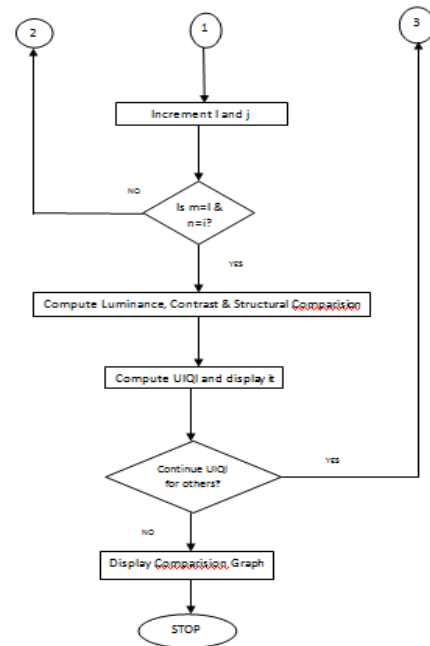 2
1
3
Increment I and j
NO
Is m=I &
n=i?
YES
Compute Luminance, Contrast & Structural Comparision
Compute UIQI and display it
Continue UIQI
for others?
YES
NO
Display Comparision Graph
STOP